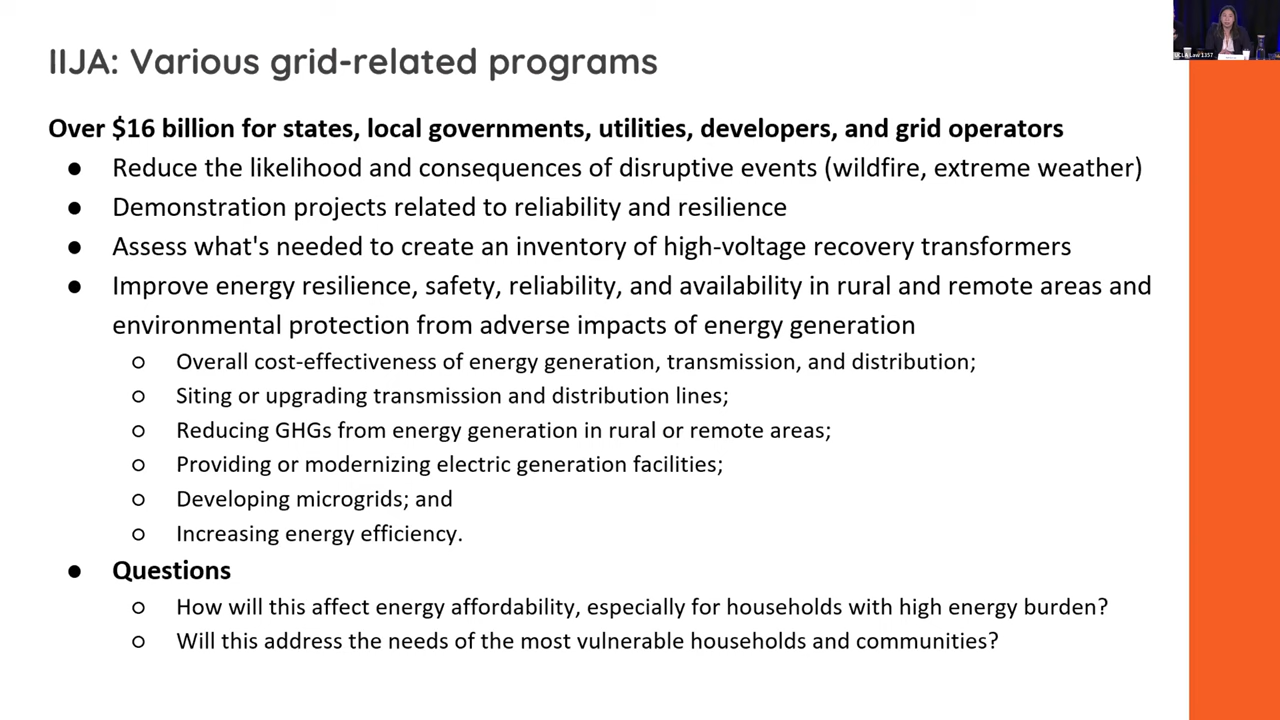 IIJA: Various grid-related programs
UCLA Law 1357
Over $16 billion for states, local governments, utilities, developers, and grid operators
● Reduce the likelihood and consequences of disruptive events (wildfire, extreme weather)
● Demonstration projects related to reliability and resilience
● Assess what's needed to create an inventory of high-voltage recovery transformers
● Improve energy resilience, safety, reliability, and availability in rural and remote areas and
environmental protection from adverse impacts of energy generation
○ Overall cost-effectiveness of energy generation, transmission, and distribution;
○ Siting or upgrading transmission and distribution lines;
○ Reducing GHGs from energy generation in rural or remote areas;
○ Providing or modernizing electric generation facilities;
○ Developing microgrids; and
○ Increasing energy efficiency.
● Questions
○ How will this affect energy affordability, especially for households with high energy burden?
○ Will this address the needs of the most vulnerable households and communities?